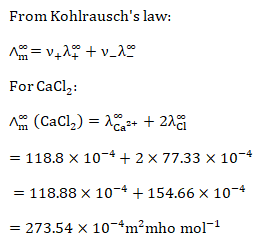 From Kohlrausch's law:
Λ∞m = ν₊λ∞₊ + ν₋λ∞₋
For CaCl₂:
Λ∞m (CaCl₂) = λ∞Ca²⁺ + 2λ∞Cl
= 118.8 × 10⁻⁴ + 2 × 77.33 × 10⁻⁴
= 118.88 × 10⁻⁴ + 154.66 × 10⁻⁴
= 273.54 × 10⁻⁴m²mho mol⁻¹